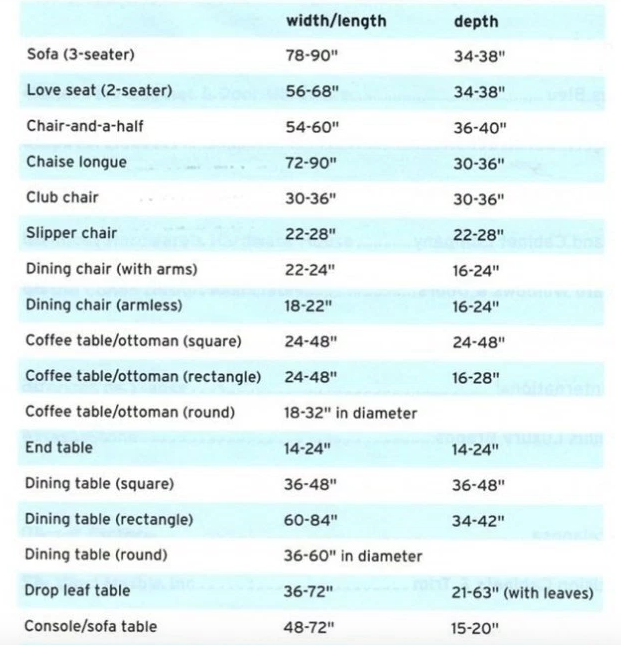 width/length depth
Sofa (3-seater) 78-90" 34-38"
Love seat (2-seater) 56-68" 34-38"
Chair-and-a-half 54-60" 36-40"
Chaise longue 72-90" 30-36"
Club chair 30-36" 30-36"
Slipper chair 22-28" 22-28"
Dining chair (with arms) 22-24" 16-24"
Dining chair (armless) 18-22" 16-24"
Coffee table/ottoman (square) 24-48" 24-48"
Coffee table/ottoman (rectangle) 24-48" 16-28"
Coffee table/ottoman (round) 18-32" in diameter
End table 14-24" 14-24"
Dining table (square) 36-48" 36-48"
Dining table (rectangle) 60-84" 34-42"
Dining table (round) 36-60" in diameter
Drop leaf table 36-72" 21-63" (with leaves)
Console/sofa table 48-72" 15-20"